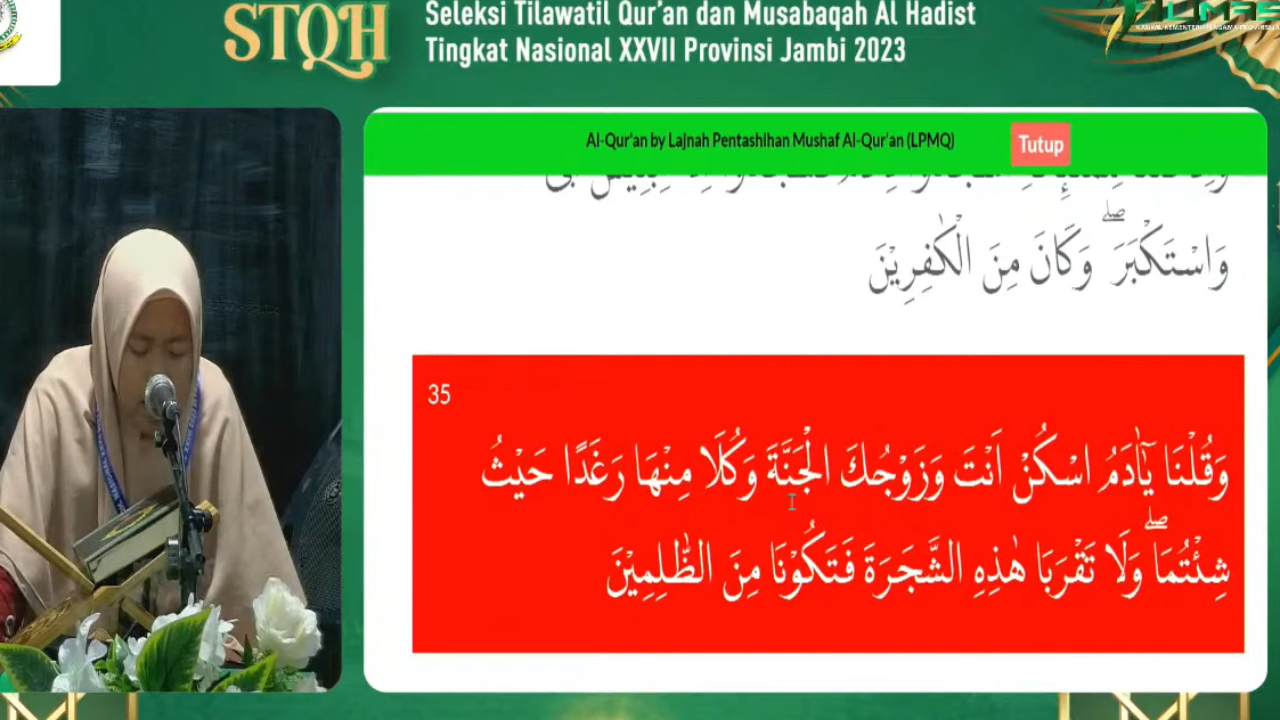 STQH
Seleksi Tilawatil Qur'an dan Musabaqah Al Hadist
Tingkat Nasional XXVII Provinsi Jambi 2023
Al-Qur'an by Lajnah Pentashihan Mushaf Al-Qur'an (LPMQ)
Tutup
وَاسْتَكْبَرَۖ وَكَانَ مِنَ الْكٰفِرِيْنَ
35
وَقُلْنَا يٰٓاٰدَمُ اسْكُنْ اَنْتَ وَزَوْجُكَ الْجَنَّةَ وَكُلَا مِنْهَا رَغَدًا حَيْثُ
شِئْتُمَاۖ وَلَا تَقْرَبَا هٰذِهِ الشَّجَرَةَ فَتَكُوْنَا مِنَ الظّٰلِمِيْنَ